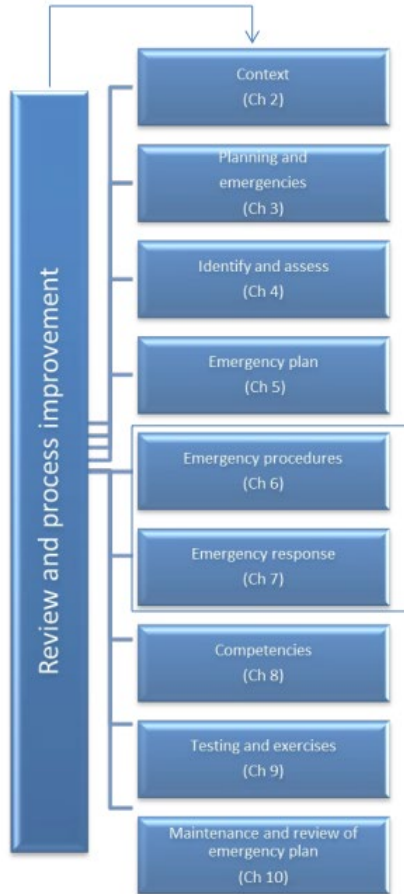 Review and process improvement
Context
(Ch 2)
Planning and
emergencies
(Ch 3)
Identify and assess
(Ch 4)
Emergency plan
(Ch 5)
Emergency procedures
(Ch 6)
Emergency response
(Ch 7)
Competencies
(Ch 8)
Testing and exercises
(Ch 9)
Maintenance and review of
emergency plan
(Ch 10)